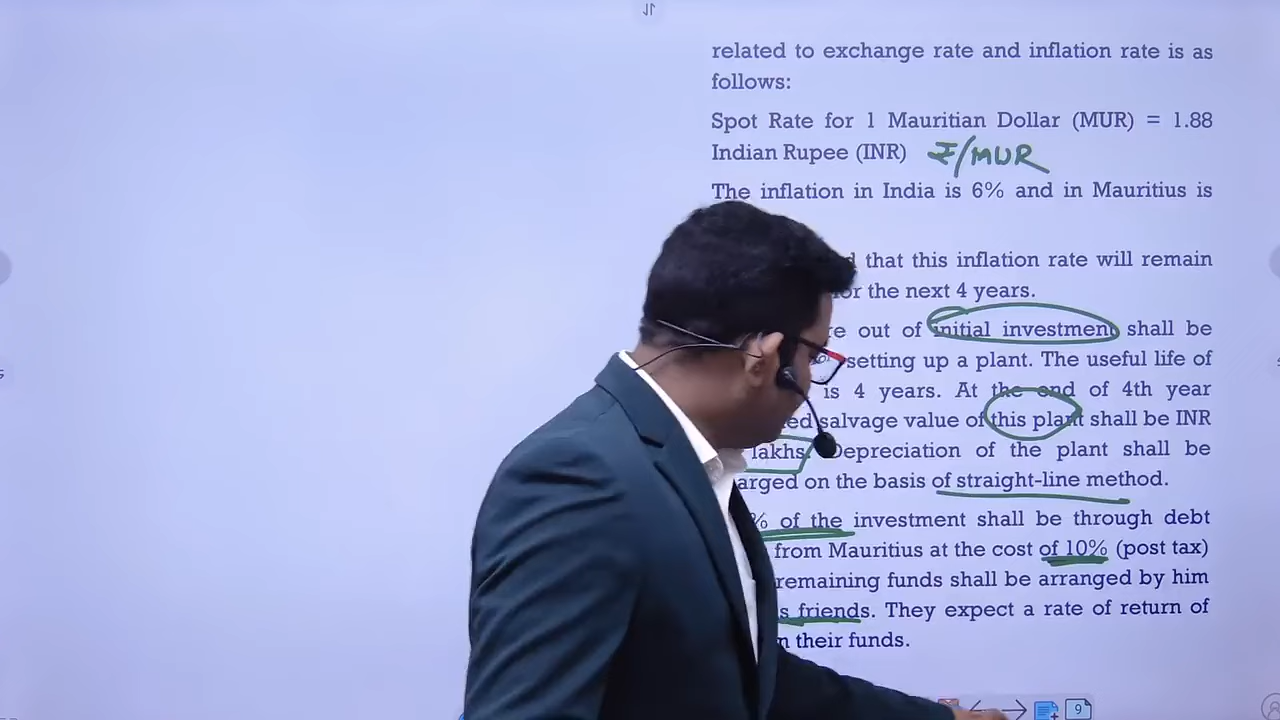 related to exchange rate and inflation rate is as
follows:
Spot Rate for 1 Mauritian Dollar (MUR) = 1.88
Indian Rupee (INR) ₹/MUR
The inflation in India is 6% and in Mauritius is
that this inflation rate will remain
for the next 4 years.
out of initial investment shall be
setting up a plant. The useful life of
is 4 years. At the end of 4th year
salvage value of this plant shall be INR
lakhs. Depreciation of the plant shall be
on the basis of straight-line method.
% of the investment shall be through debt
from Mauritius at the cost of 10% (post tax)
remaining funds shall be arranged by him
friends. They expect a rate of return of
their funds.
9